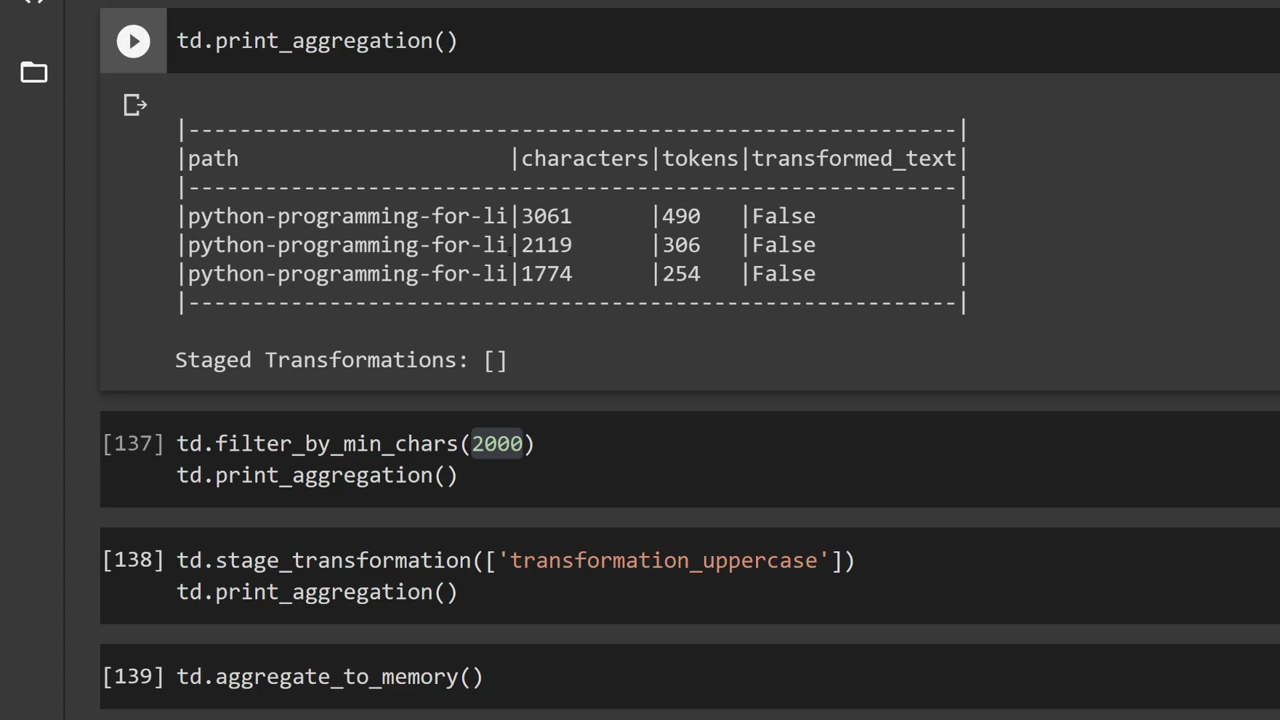 td.print_aggregation()
|------------------------------------------------------------|
|path                     |characters|tokens|transformed_text|
|------------------------------------------------------------|
|python-programming-for-li|3061      |490   |False           |
|python-programming-for-li|2119      |306   |False           |
|python-programming-for-li|1774      |254   |False           |
|------------------------------------------------------------|
Staged Transformations: []
[137] td.filter_by_min_chars(2000)
td.print_aggregation()
[138] td.stage_transformation(['transformation_uppercase'])
td.print_aggregation()
[139] td.aggregate_to_memory()